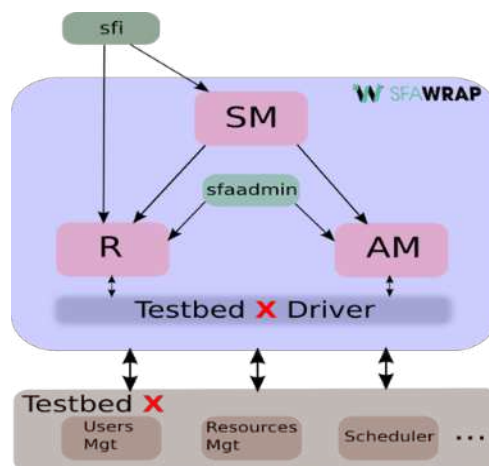 sfi
SFAWRAP
SM
sfaadmin
R
AM
Testbed X Driver
Testbed X
Users
Mgt
Resources
Mgt
Scheduler
...